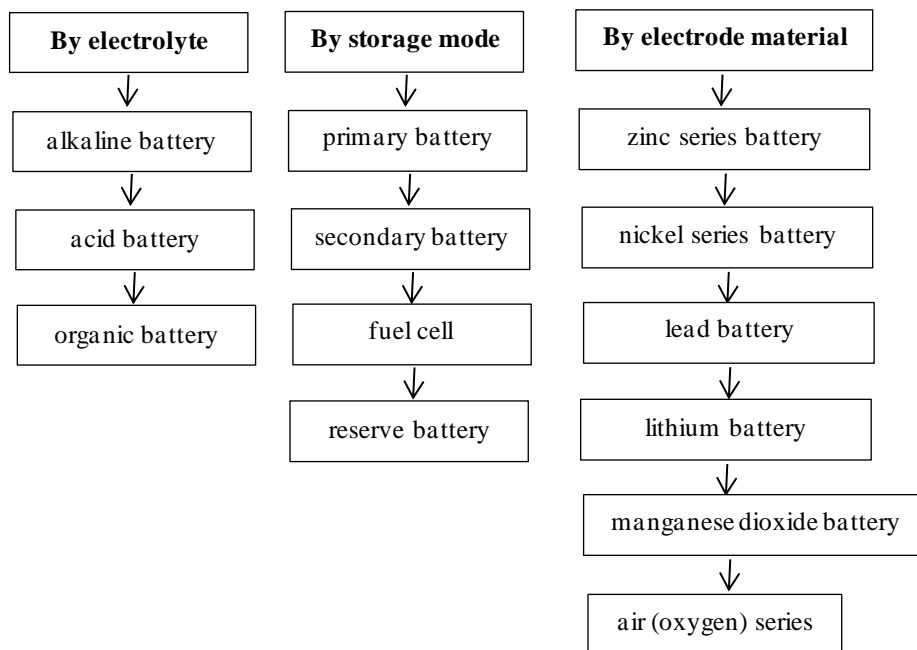 By electrolyte
alkaline battery
acid battery
organic battery
By storage mode
primary battery
secondary battery
fuel cell
reserve battery
By electrode material
zinc series battery
nickel series battery
lead battery
lithium battery
manganese dioxide battery
air (oxygen) series